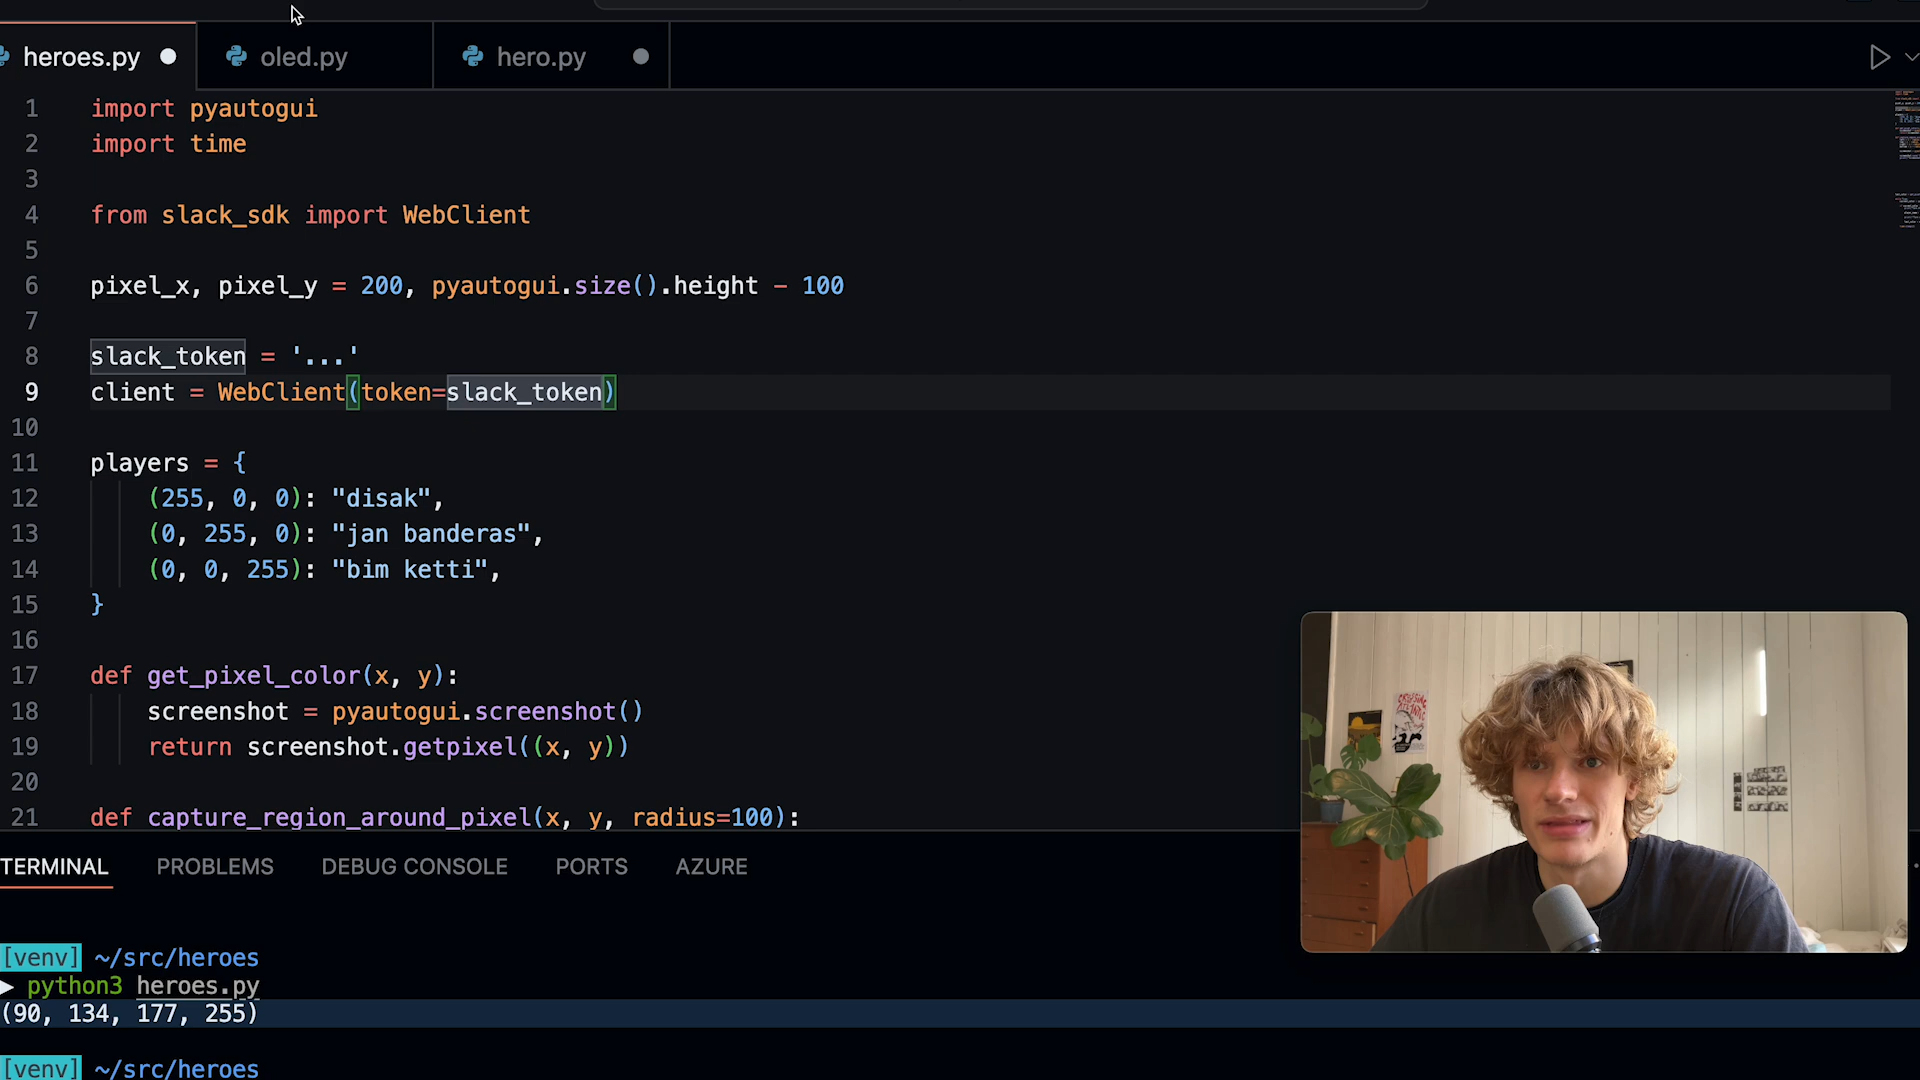 heroes.py
oled.py
hero.py
1 import pyautogui
2 import time
3
4 from slack_sdk import WebClient
5
6 pixel_x, pixel_y = 200, pyautogui.size().height - 100
7
8 slack_token = '...'
9 client = WebClient(token=slack_token)
10
11 players = {
12 (255, 0, 0): "disak",
13 (0, 255, 0): "jan banderas",
14 (0, 0, 255): "bim ketti",
15 }
16
17 def get_pixel_color(x, y):
18 screenshot = pyautogui.screenshot()
19 return screenshot.getpixel((x, y))
20
21 def capture_region_around_pixel(x, y, radius=100):
TERMINAL PROBLEMS DEBUG CONSOLE PORTS AZURE
[venv] ~/src/heroes
python3 heroes.py
(90, 134, 177, 255)
[venv] ~/src/heroes